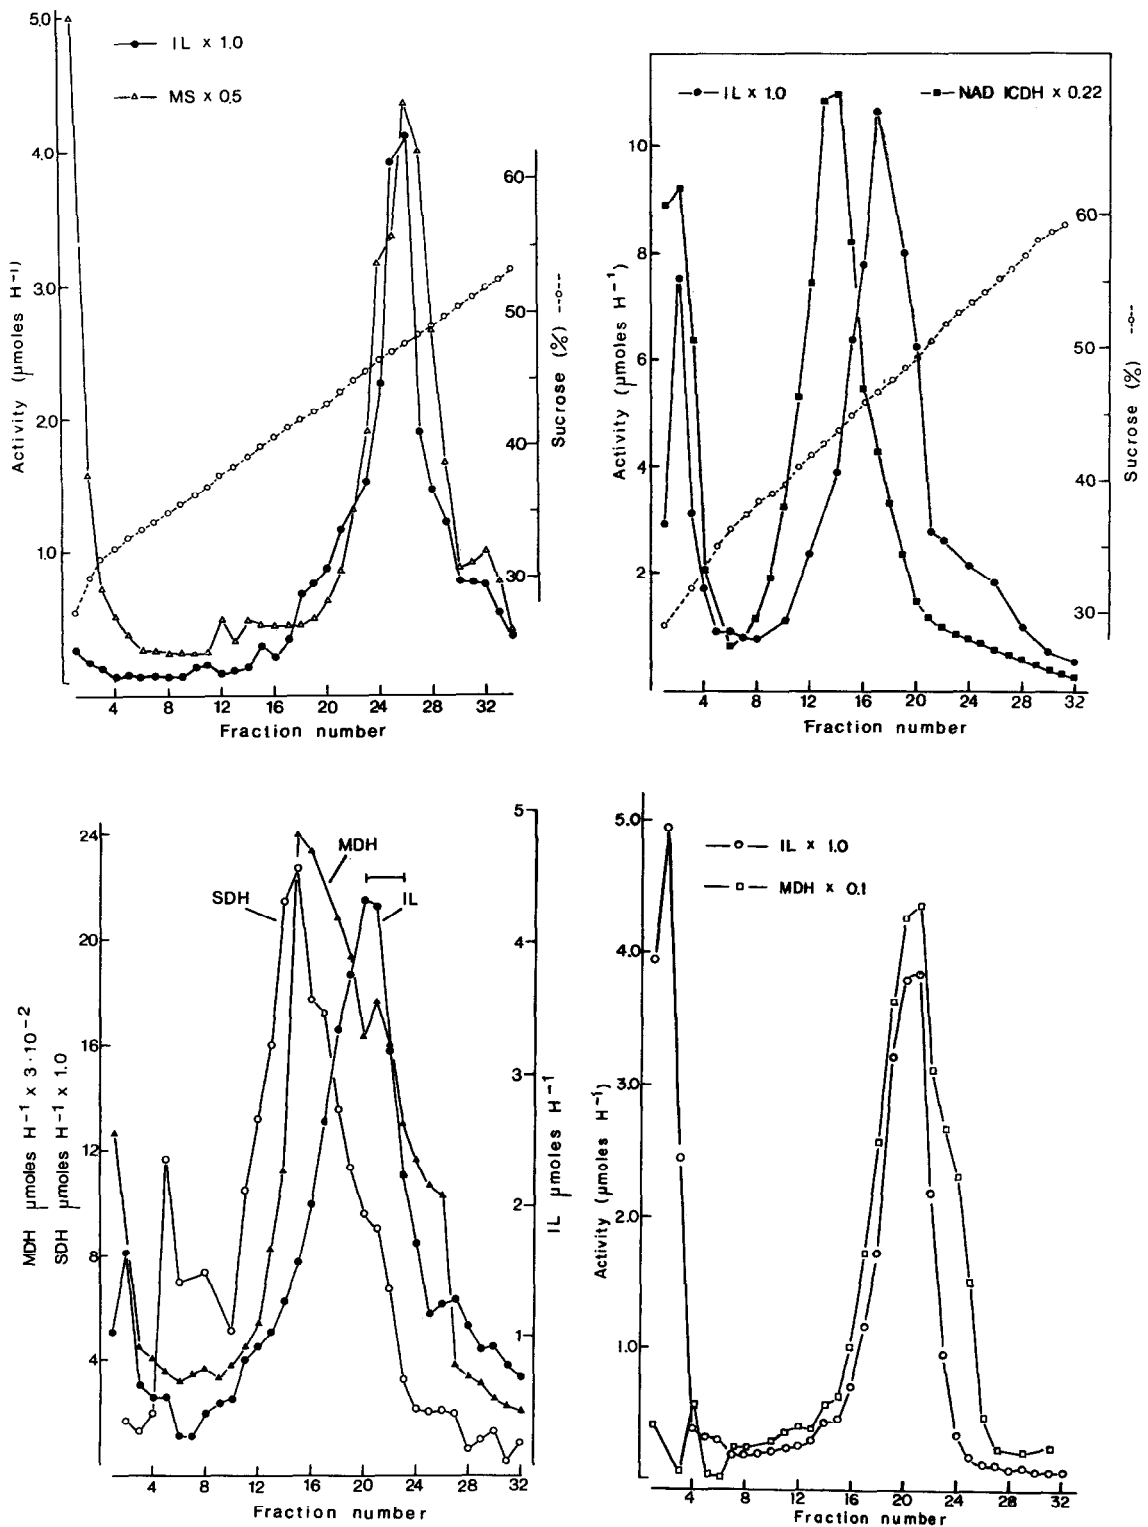 5.0
IL × 1.0
MS × 0.5
4.0
3.0
2.0
1.0
Activity (μmoles H⁻¹)
60
50
40
30
Sucrose (%) --o--
4 8 12 16 20 24 28 32
Fraction number
IL × 1.0
NAD ICDH × 0.22
10
8
6
4
2
Activity (μmoles H⁻¹)
60
50
40
30
Sucrose (%) --o--
4 8 12 16 20 24 28 32
Fraction number
24
20
16
12
8
4
MDH μmoles H⁻¹ × 3·10⁻²
SDH μmoles H⁻¹ × 1.0
MDH
SDH
IL
5
4
3
2
1
IL μmoles H⁻¹
4 8 12 16 20 24 28 32
Fraction number
5.0
IL × 1.0
MDH × 0.1
4.0
3.0
2.0
1.0
Activity (μmoles H⁻¹)
4 8 12 16 20 24 28 32
Fraction number